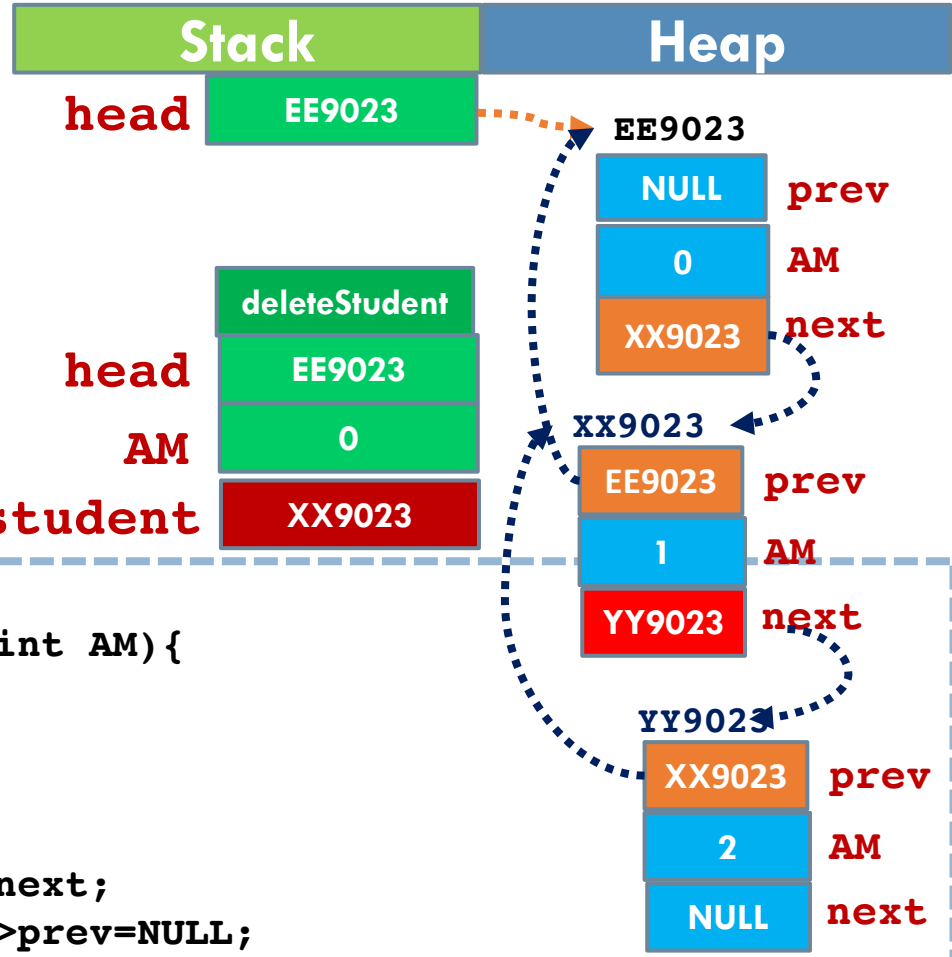 Stack Heap
head EE9023
EE9023
NULL prev
0 AM
XX9023 next
deleteStudent
head EE9023
AM 0
student XX9023
XX9023
EE9023 prev
1 AM
YY9023 next
int AM){
YY9023
XX9023 prev
2 AM
NULL next
next;
>prev=NULL;